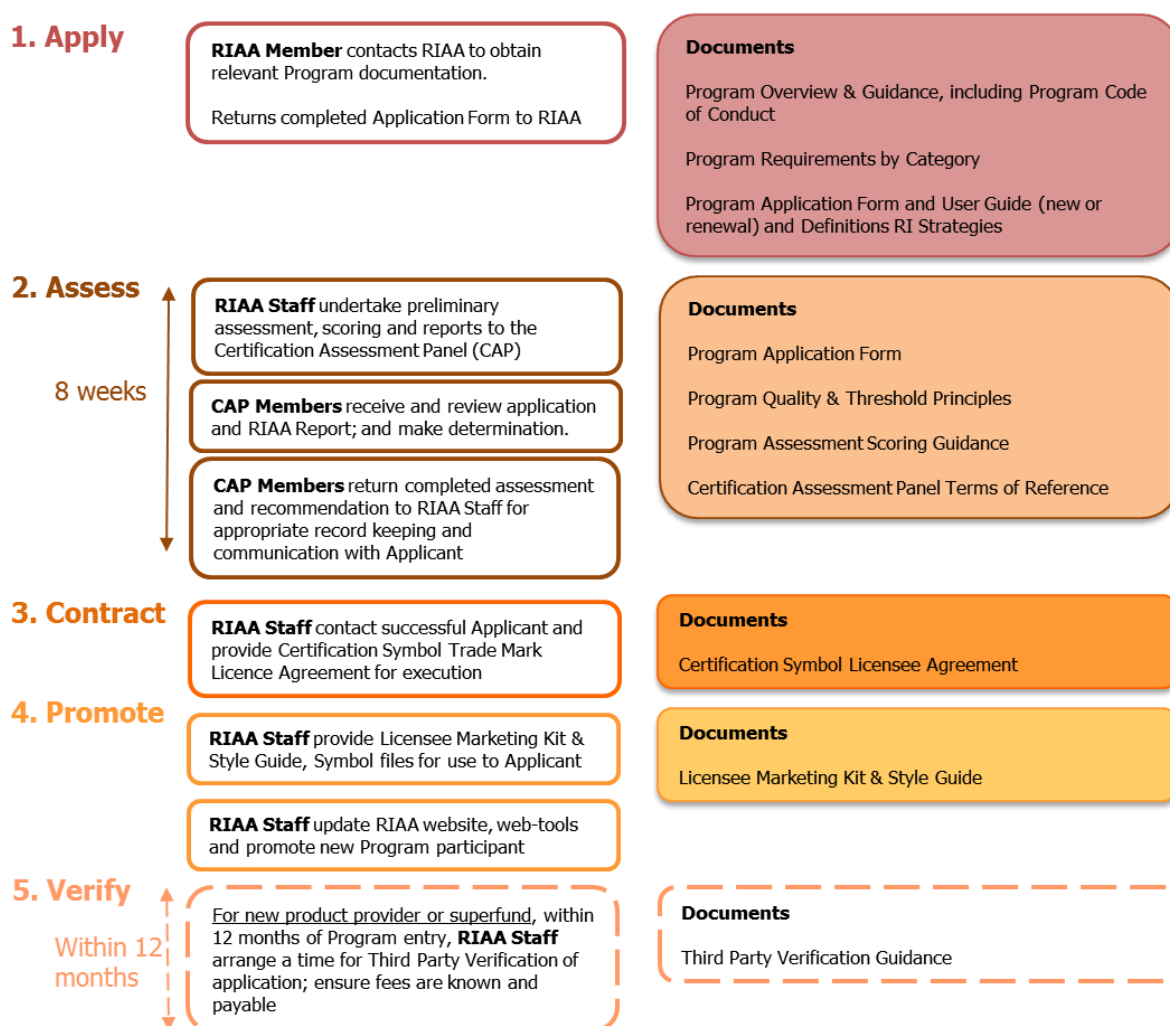 1. Apply
RIAA Member contacts RIAA to obtain
relevant Program documentation.
Returns completed Application Form to RIAA
Documents
Program Overview & Guidance, including Program Code
of Conduct
Program Requirements by Category
Program Application Form and User Guide (new or
renewal) and Definitions RI Strategies
2. Assess
8 weeks
RIAA Staff undertake preliminary
assessment, scoring and reports to the
Certification Assessment Panel (CAP)
CAP Members receive and review application
and RIAA Report; and make determination.
CAP Members return completed assessment
and recommendation to RIAA Staff for
appropriate record keeping and
communication with Applicant
Documents
Program Application Form
Program Quality & Threshold Principles
Program Assessment Scoring Guidance
Certification Assessment Panel Terms of Reference
3. Contract
RIAA Staff contact successful Applicant and
provide Certification Symbol Trade Mark
Licence Agreement for execution
Documents
Certification Symbol Licensee Agreement
4. Promote
RIAA Staff provide Licensee Marketing Kit &
Style Guide, Symbol files for use to Applicant
RIAA Staff update RIAA website, web-tools
and promote new Program participant
Documents
Licensee Marketing Kit & Style Guide
5. Verify
Within 12
months
For new product provider or superfund, within
12 months of Program entry, RIAA Staff
arrange a time for Third Party Verification of
application; ensure fees are known and
payable
Documents
Third Party Verification Guidance